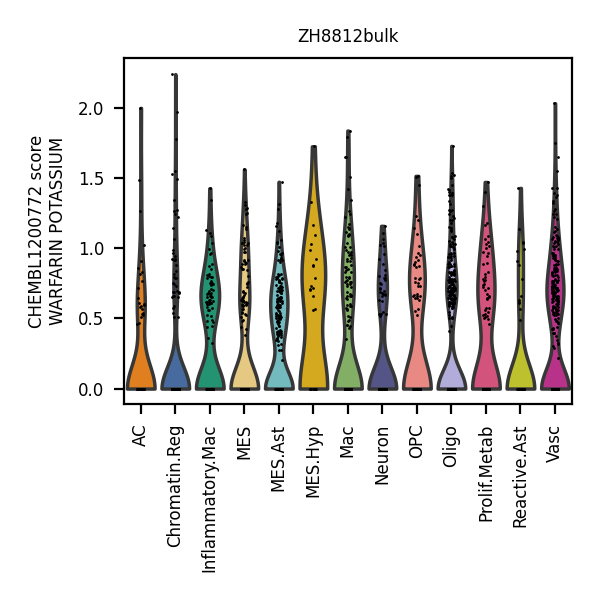 ZH8812bulk
CHEMBL1200772 score
WARFARIN POTASSIUM
2.0
1.5
1.0
0.5
0.0
AC
Chromatin.Reg
Inflammatory.Mac
MES
MES.Ast
MES.Hyp
Mac
Neuron
OPC
Oligo
Prolif.Metab
Reactive.Ast
Vasc